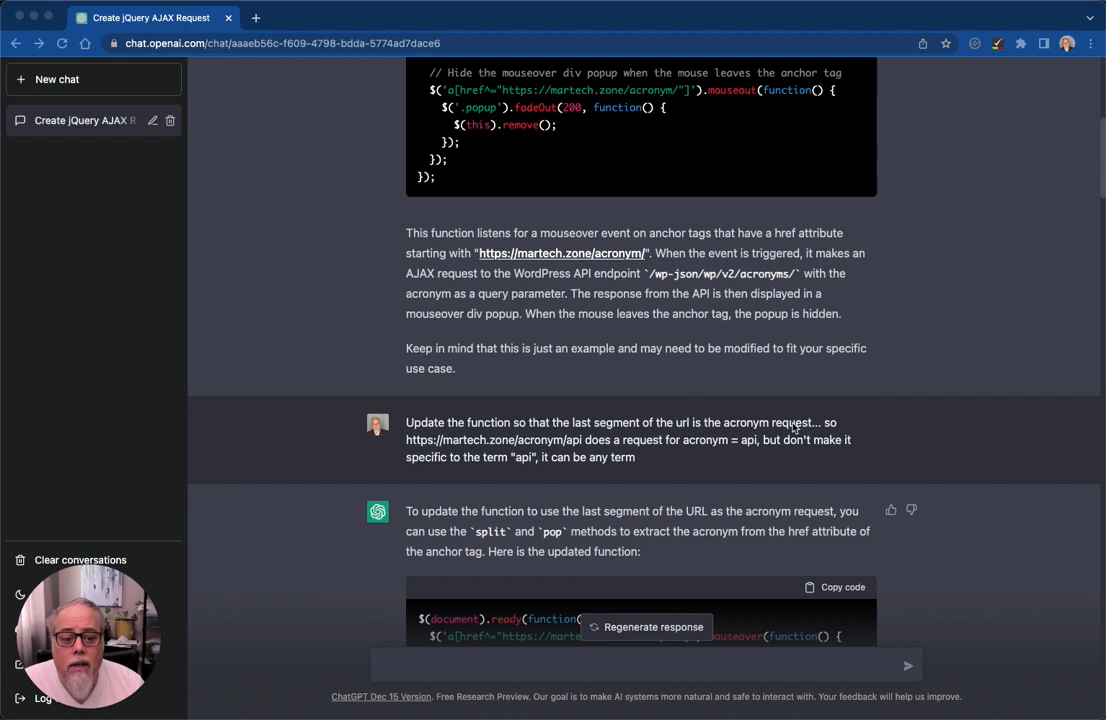 Create jQuery AJAX Request
chat.openai.com/chat/aaaeb56c-f609-4798-bdda-5774ad7dace6
New chat
Create jQuery AJAX R
// Hide the mouseover div popup when the mouse leaves the anchor tag
$('a[href^="https://martech.zone/acronym/"]').mouseout(function() {
$('.popup').fadeOut(200, function() {
$(this).remove();
});
});
});
This function listens for a mouseover event on anchor tags that have a href attribute
starting with "https://martech.zone/acronym/". When the event is triggered, it makes an
AJAX request to the WordPress API endpoint `/wp-json/wp/v2/acronyms/` with the
acronym as a query parameter. The response from the API is then displayed in a
mouseover div popup. When the mouse leaves the anchor tag, the popup is hidden.
Keep in mind that this is just an example and may need to be modified to fit your specific
use case.
Update the function so that the last segment of the url is the acronym request... so
https://martech.zone/acronym/api does a request for acronym = api, but don't make it
specific to the term "api", it can be any term
To update the function to use the last segment of the URL as the acronym request, you
can use the `split` and `pop` methods to extract the acronym from the href attribute of
the anchor tag. Here is the updated function:
Copy code
$(document).ready(function(
$('a[href^="https://marte
mouseover(function() {
Regenerate response
Clear conversations
Log
ChatGPT Dec 15 Version. Free Research Preview. Our goal is to make AI systems more natural and safe to interact with. Your feedback will help us improve.